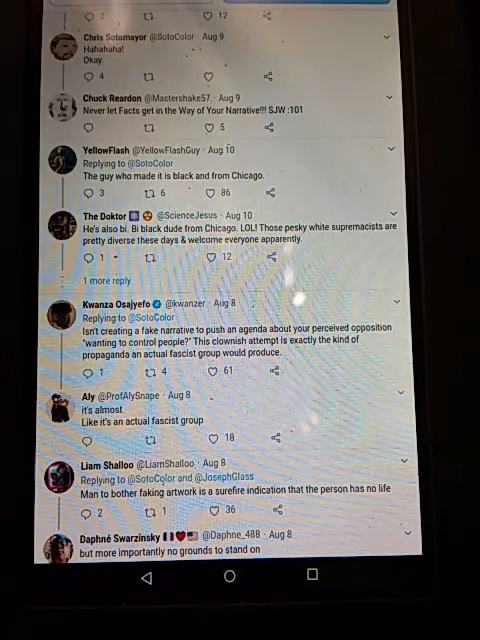 2 12
Chris Sotomayor @SotoColor · Aug 9
Hahahaha!
Okay.
4
Chuck Reardon @Mastershake57 · Aug 9
Never let Facts get in the Way of Your Narrative!!! SJW :101
5
YellowFlash @YellowFlashGuy · Aug 10
Replying to @SotoColor
The guy who made it is black and from Chicago.
3 6 86
The Doktor @ScienceJesus · Aug 10
He's also bi. Bi black dude from Chicago. LOL! Those pesky white supremacists are
pretty diverse these days & welcome everyone apparently.
1 12
1 more reply
Kwanza Osajyefo @kwanzer · Aug 8
Replying to @SotoColor
Isn't creating a fake narrative to push an agenda about your perceived opposition
"wanting to control people?" This clownish attempt is exactly the kind of
propaganda an actual fascist group would produce.
1 4 61
Aly @ProfAlySnape · Aug 8
it's almost
Like it's an actual fascist group
18
Liam Shalloo @LiamShalloo · Aug 8
Replying to @SotoColor and @JosephGlass
Man to bother faking artwork is a surefire indication that the person has no life
2 1 36
Daphné Swarzinsky 🇫🇷❤️🇺🇸 @Daphne_488 · Aug 8
but more importantly no grounds to stand on